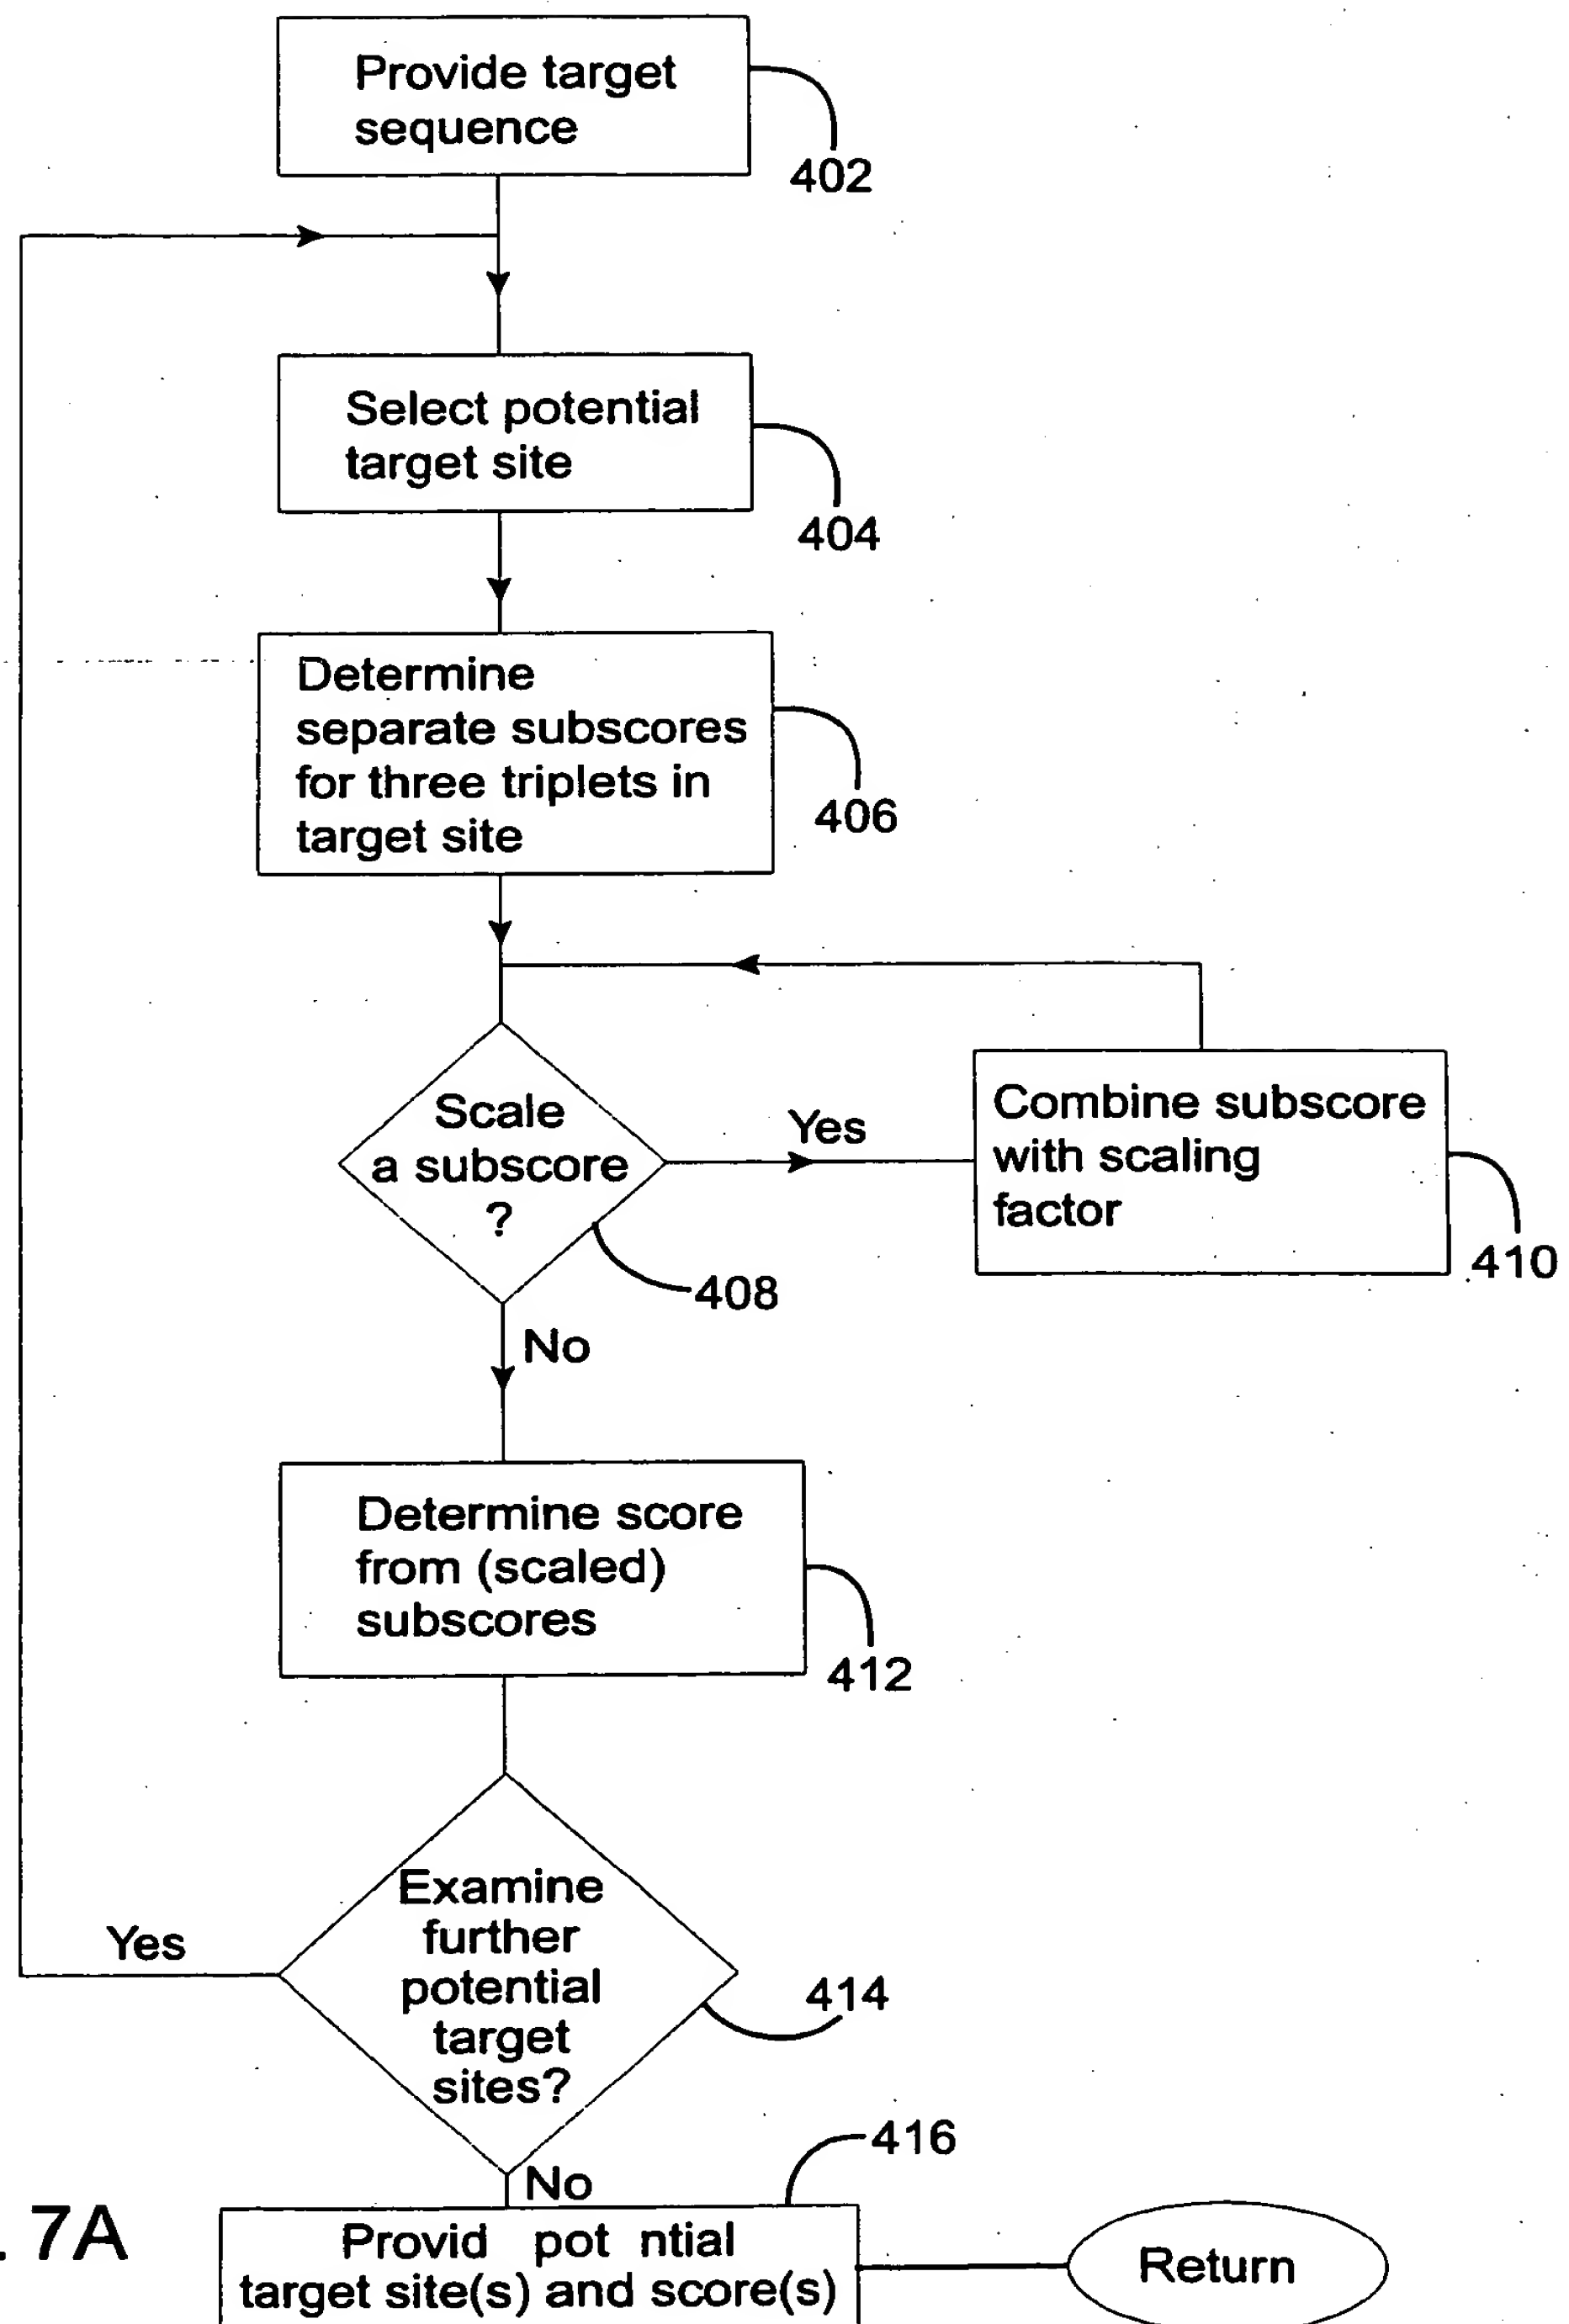 Provide target
sequence
402
Select potential
target site
404
Determine
separate subscores
for three triplets in
target site
406
Scale
a subscore
?
Yes
408
Combine subscore
with scaling
factor
410
No
Determine score
from (scaled)
subscores
412
Examine
further
potential
target
sites?
Yes
414
No
416
Provid pot ntial
target site(s) and score(s)
Return
. 7A